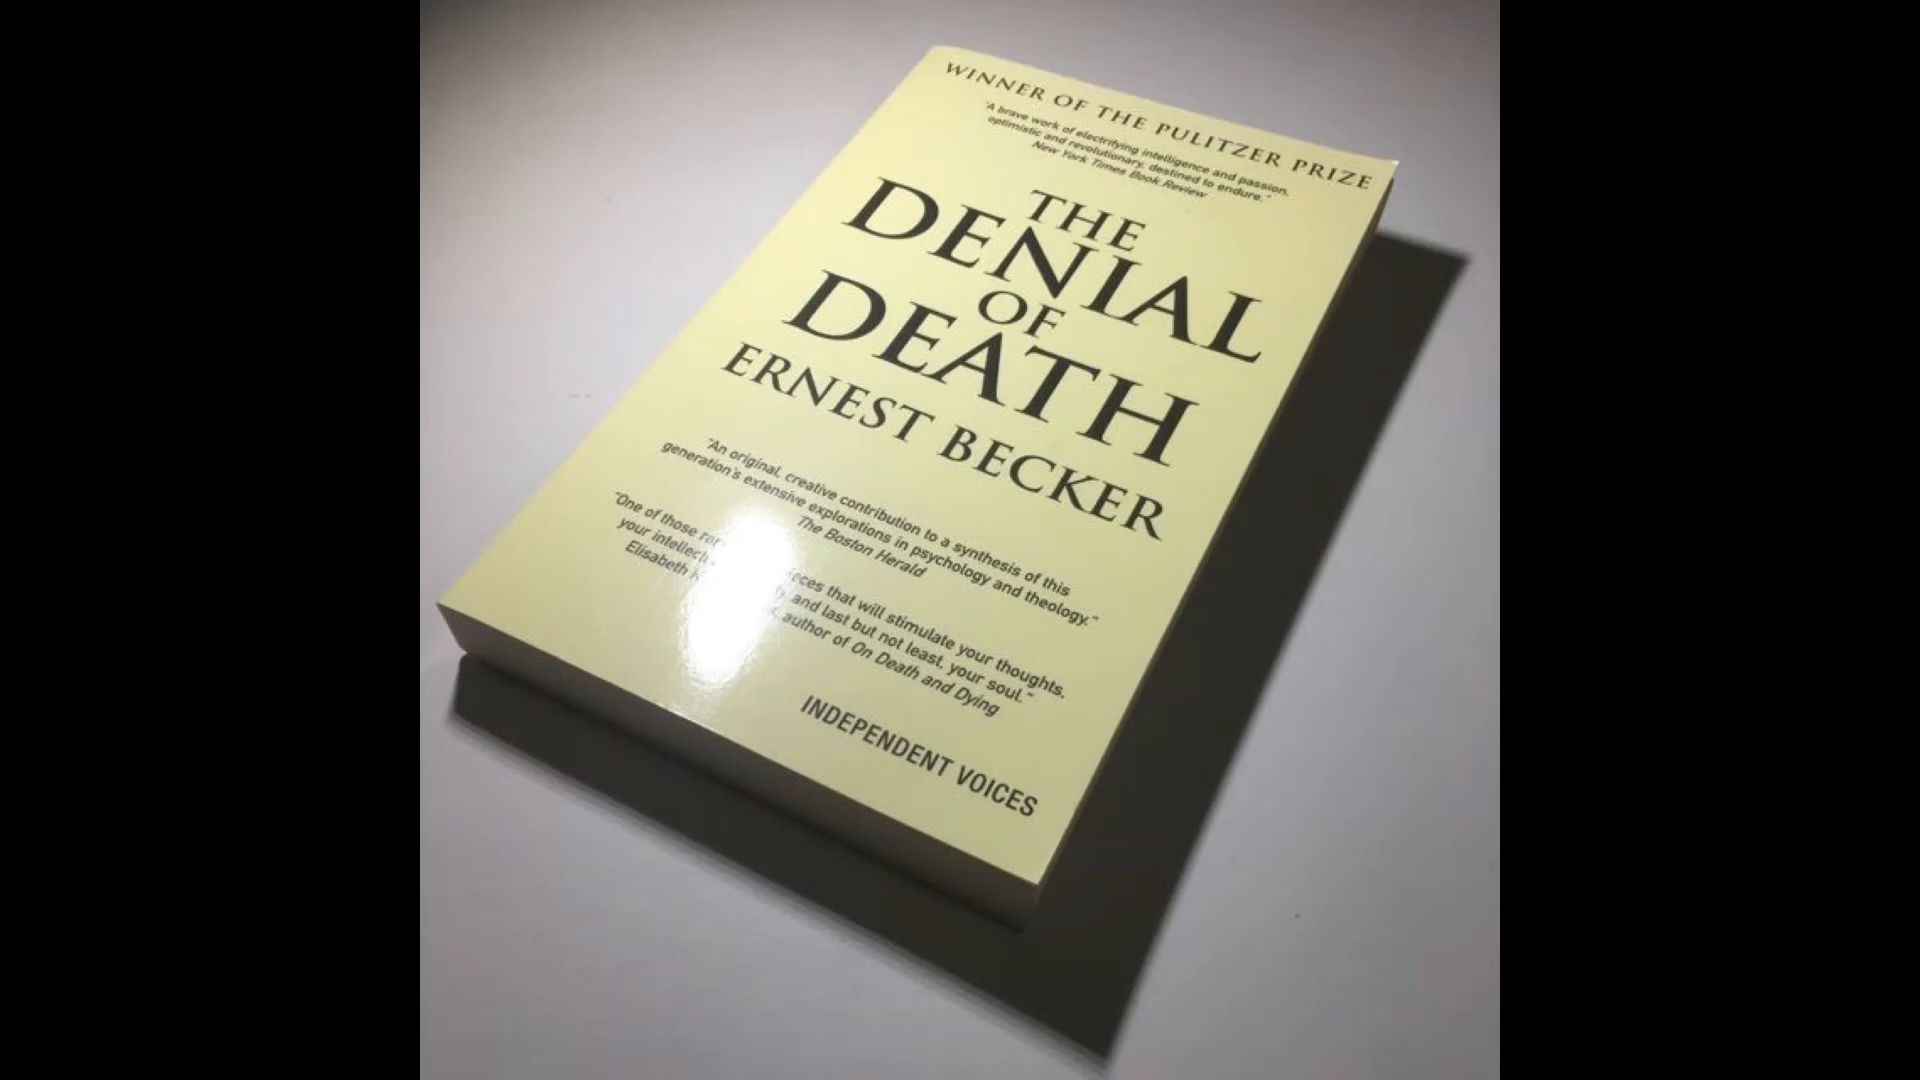 WINNER OF THE PULITZER PRIZE
"A brave work of electrifying intelligence and passion,
optimistic and revolutionary, destined to endure."
New York Times Book Review
THE
DENIAL
OF
DEATH
ERNEST BECKER
"An original, creative contribution to a synthesis of this
generation's extensive explorations in psychology and theology."
The Boston Herald
"One of those that will stimulate your thoughts,
your and last but not least, your soul."
Elisabeth author of On Death and Dying
INDEPENDENT VOICES